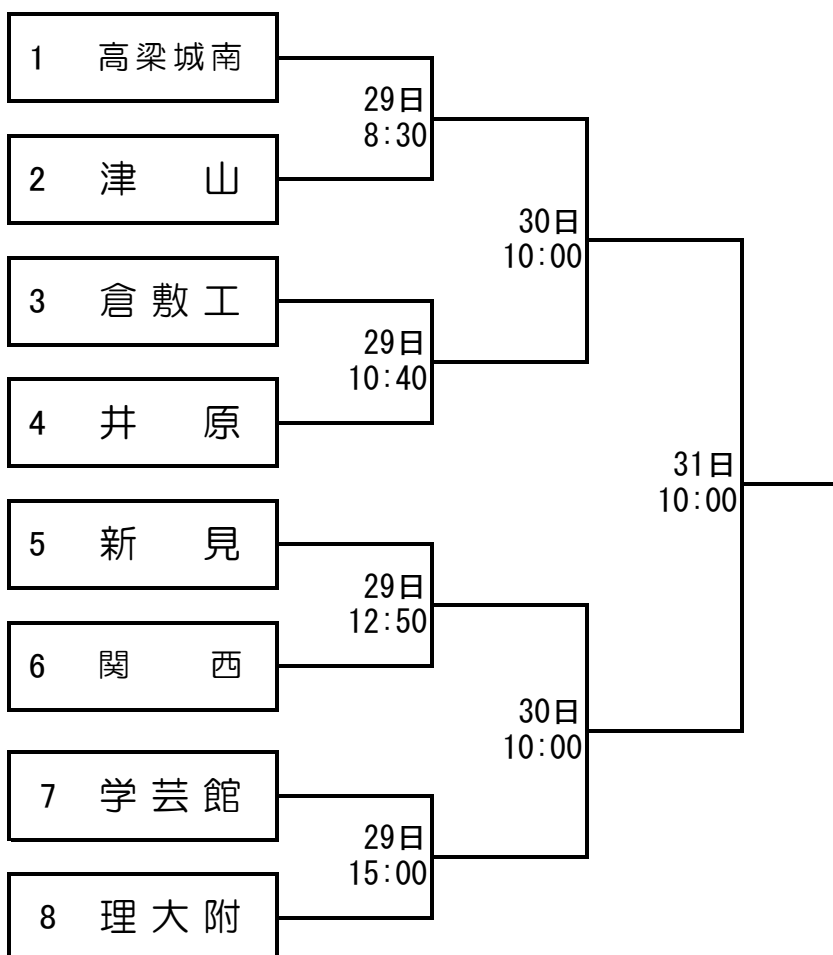 1 高梁城南
29日
8:30
2 津 山
30日
10:00
3 倉敷工
29日
10:40
4 井 原
31日
10:00
5 新 見
29日
12:50
6 関 西
30日
10:00
7 学芸館
29日
15:00
8 理大附